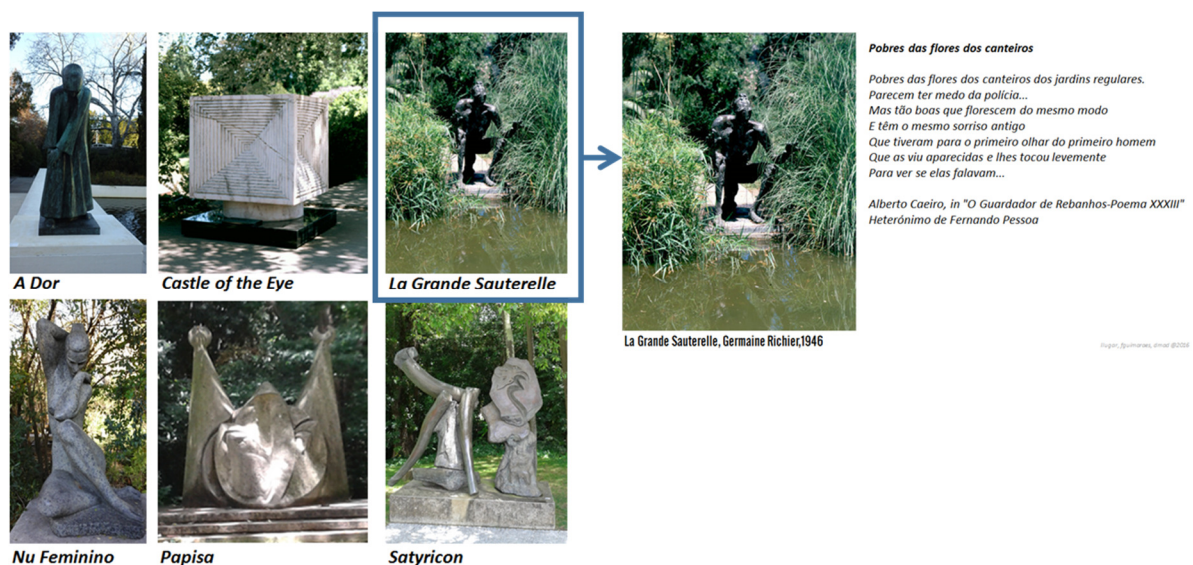 A Dor
Castle of the Eye
La Grande Sauterelle
Nu Feminino
Papisa
Satyricon
La Grande Sauterelle, Germaine Richier,1946
Pobres das flores dos canteiros
Pobres das flores dos canteiros dos jardins regulares.
Parecem ter medo da polícia...
Mas tão boas que florescem do mesmo modo
E têm o mesmo sorriso antigo
Que tiveram para o primeiro olhar do primeiro homem
Que as viu aparecidas e lhes tocou levemente
Para ver se elas falavam...
Alberto Caeiro, in "O Guardador de Rebanhos-Poema XXXIII"
Heterónimo de Fernando Pessoa